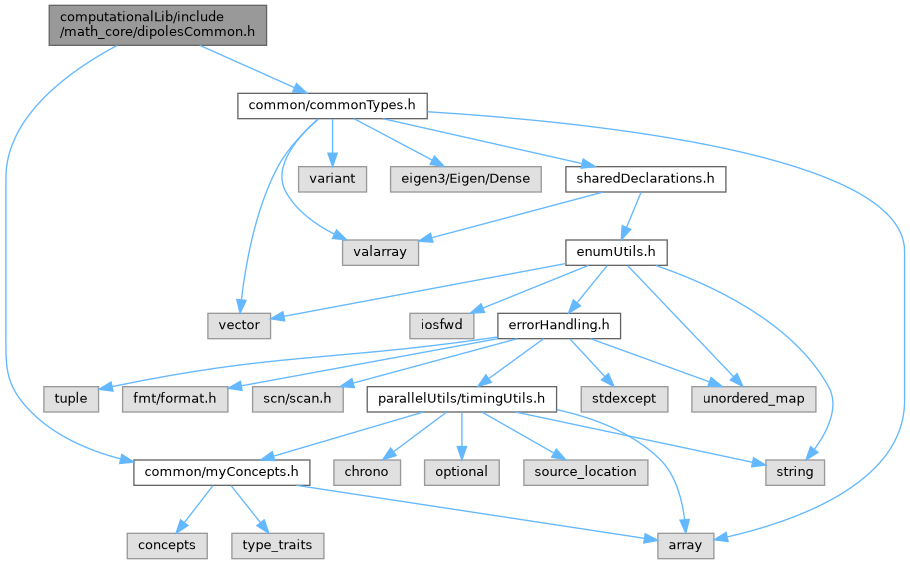 computationalLib/include
/math_core/dipolesCommon.h
common/commonTypes.h
variant
eigen3/Eigen/Dense
sharedDeclarations.h
valarray
enumUtils.h
vector
iosfwd
errorHandling.h
tuple
fmt/format.h
scn/scan.h
parallelUtils/timingUtils.h
stdexcept
unordered_map
common/myConcepts.h
chrono
optional
source_location
string
concepts
type_traits
array